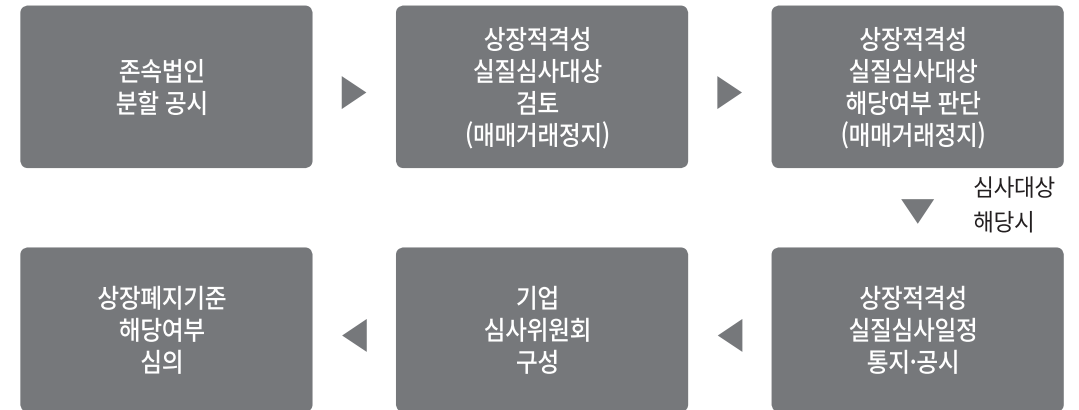 존속법인
분할 공시
상장적격성
실질심사대상
검토
(매매거래정지)
상장적격성
실질심사대상
해당여부 판단
(매매거래정지)
심사대상
해당시
상장적격성
실질심사일정
통지·공시
기업
심사위원회
구성
상장폐지기준
해당여부
심의